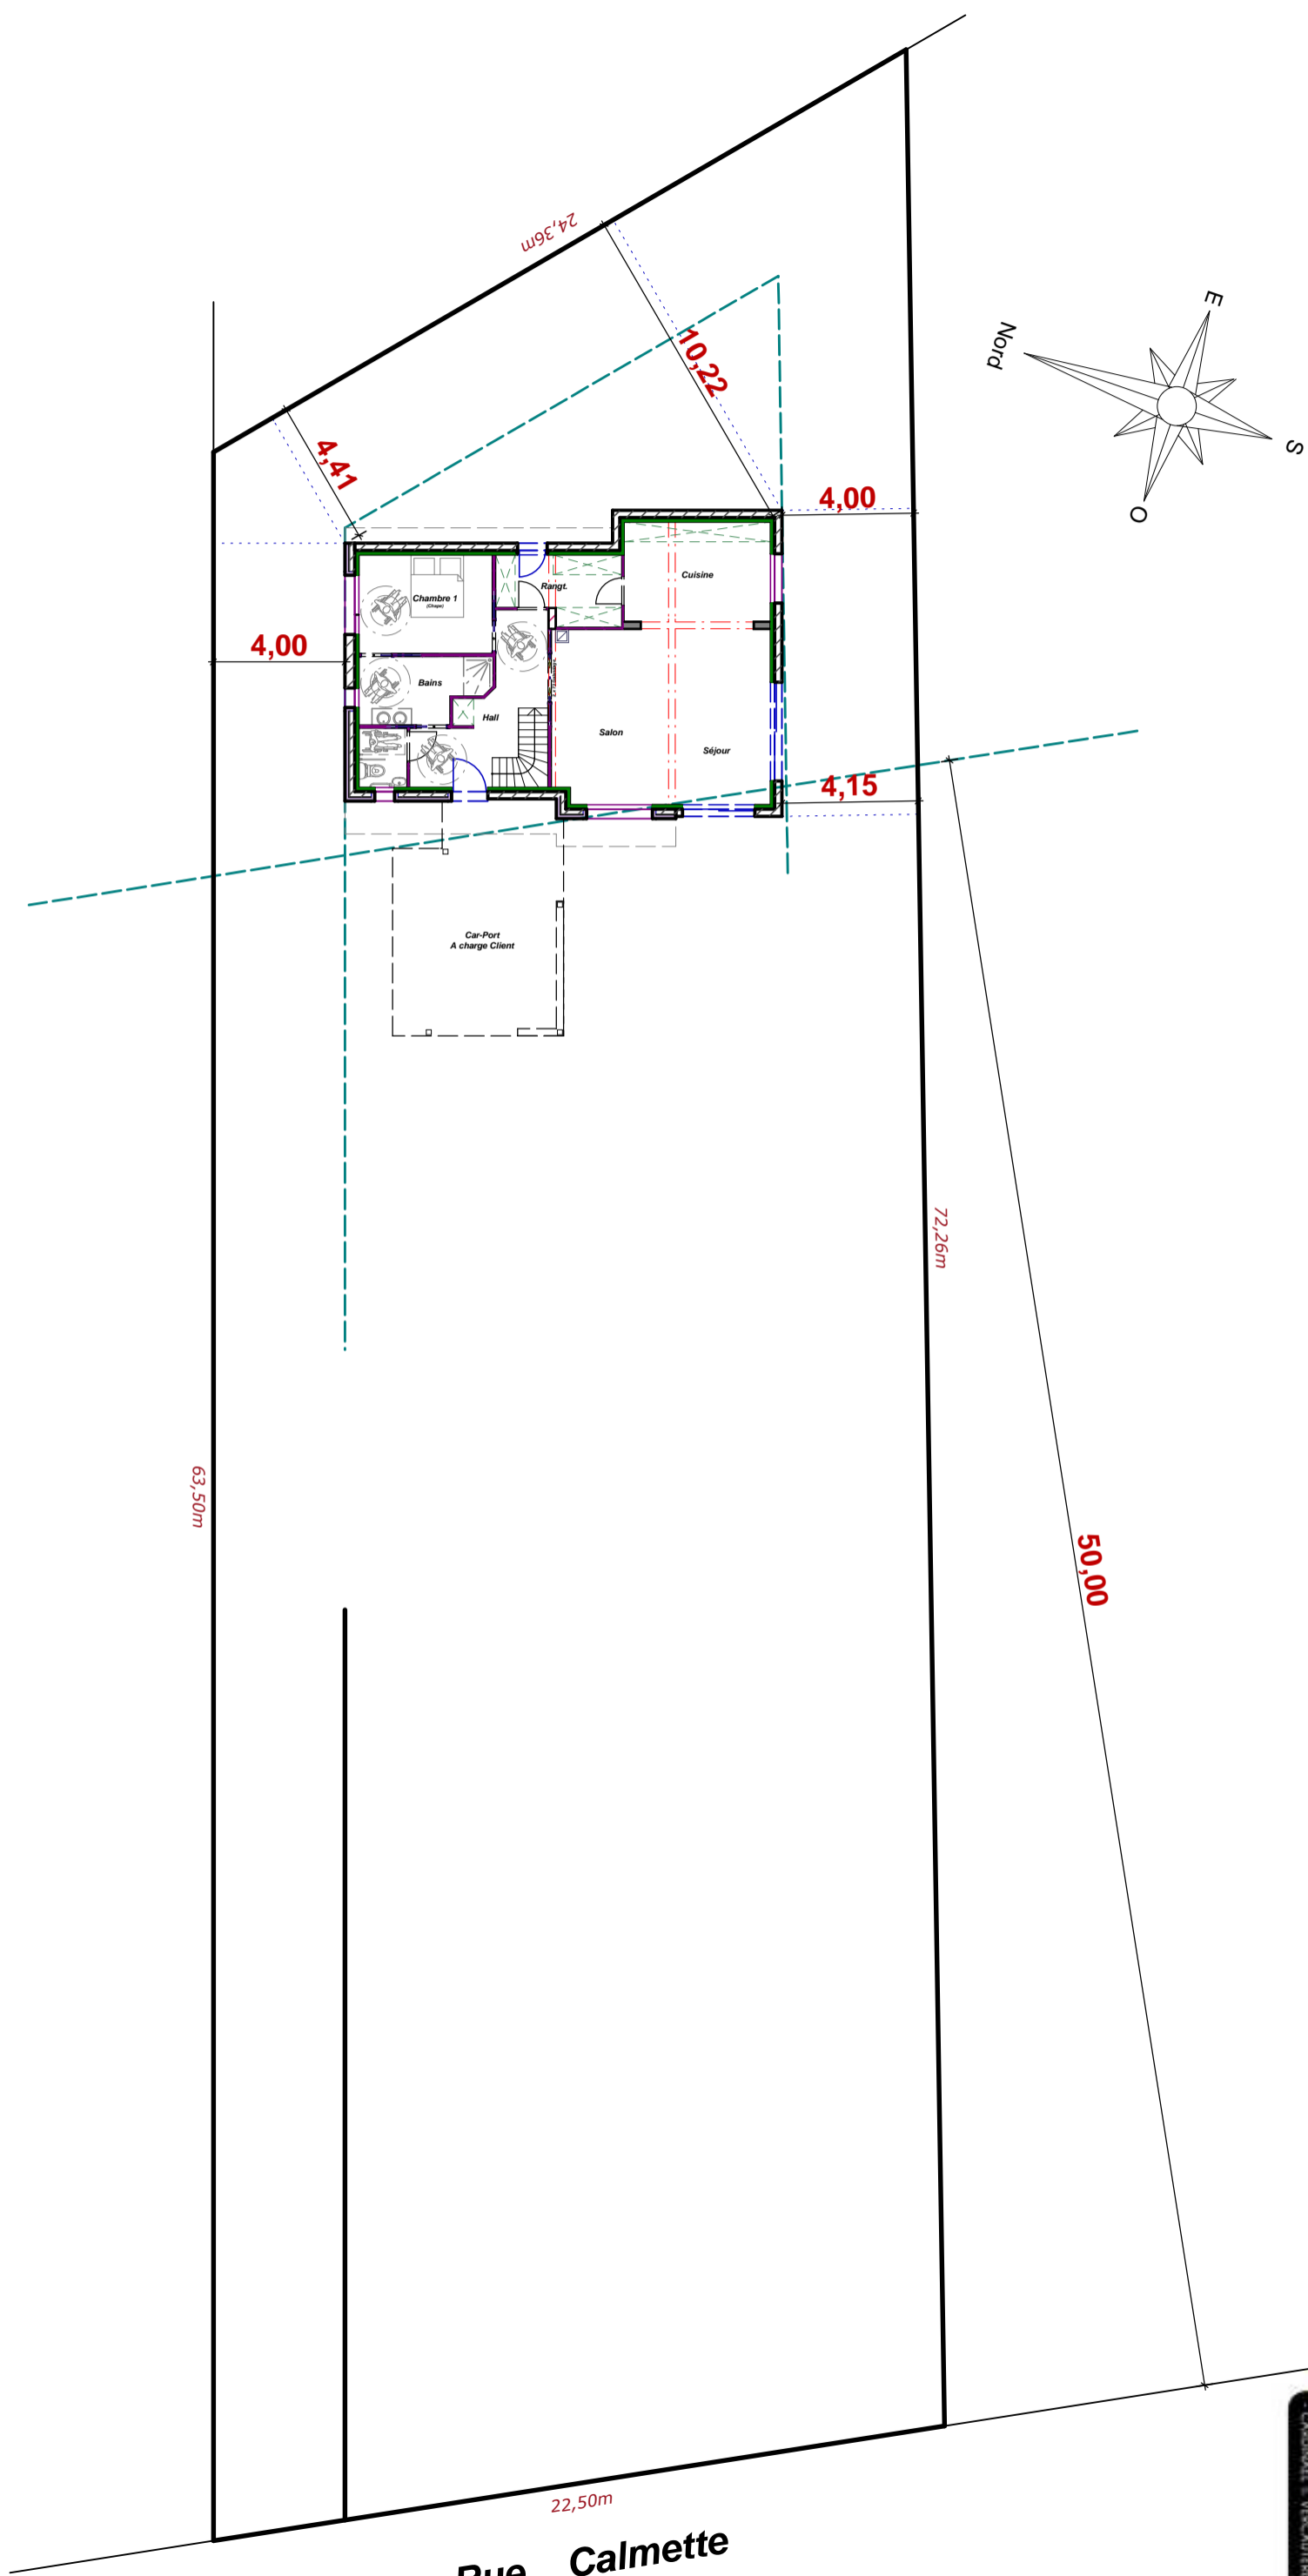 24,36m
E
Nord
S
O
10,22
4,41
4,00
4,00
Cuisine
Rangt.
Chambre 1
(Chape)
Bains
Hall
Salon
Séjour
4,15
Car-Port
A charge Client
72,26m
63,50m
50,00
22,50m
Rue Calmette